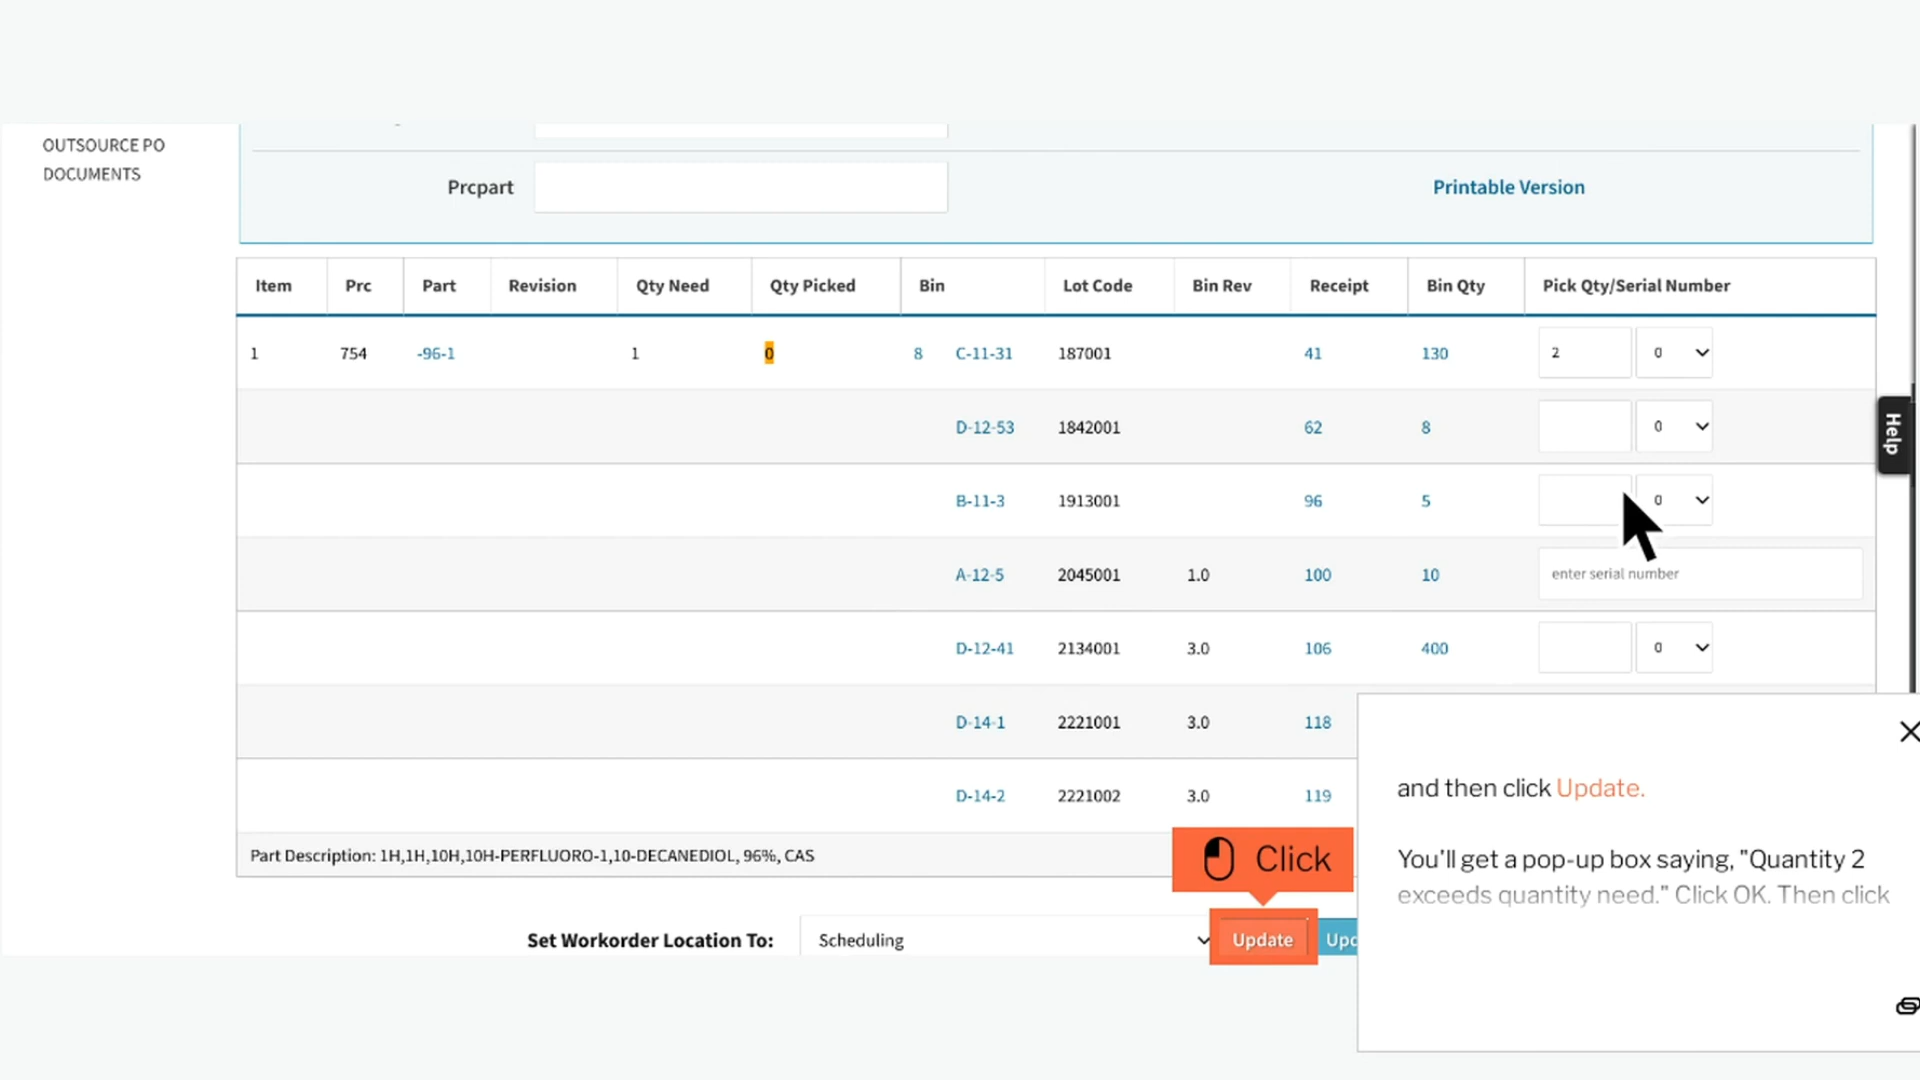 OUTSOURCE PO
DOCUMENTS
Prcpart
Printable Version
Item Prc Part Revision Qty Need Qty Picked Bin Lot Code Bin Rev Receipt Bin Qty Pick Qty/Serial Number
1 754 -96-1 1 0 8 C-11-31 187001 41 130 2 0
D-12-53 1842001 62 8 0
B-11-3 1913001 96 5 0
A-12-5 2045001 1.0 100 10 enter serial number
D-12-41 2134001 3.0 106 400 0
D-14-1 2221001 3.0 118
D-14-2 2221002 3.0 119
Part Description: 1H,1H,10H,10H-PERFLUORO-1,10-DECANEDIOL, 96%, CAS
Set Workorder Location To: Scheduling Update
Click
Help
and then click Update.
You'll get a pop-up box saying, "Quantity 2
exceeds quantity need." Click OK. Then click